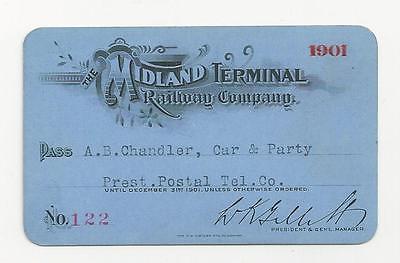 1901
THE MIDLAND TERMINAL
Railway Company.
PASS A.B.Chandler, Car & Party
Prest.Postal Tel.Co.
UNTIL DECEMBER 31ST 1901, UNLESS OTHERWISE ORDERED.
No. 122
PRESIDENT & GENL. MANAGER